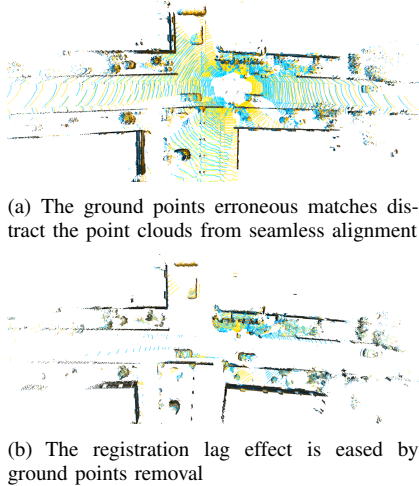 (a) The ground points erroneous matches dis-
tract the point clouds from seamless alignment
(b) The registration lag effect is eased by
ground points removal